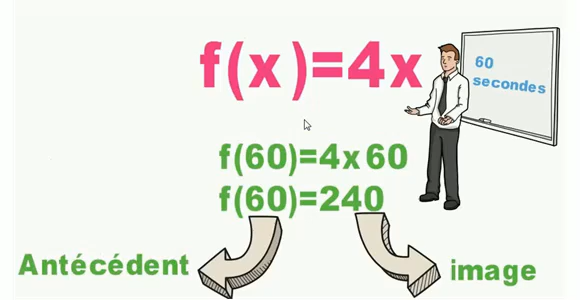 f(x)=4x
60
secondes
f(60)=4x60
f(60)=240
Antécédent
image